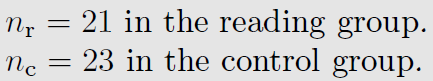 n_r = 21 in the reading group.
n_c = 23 in the control group.